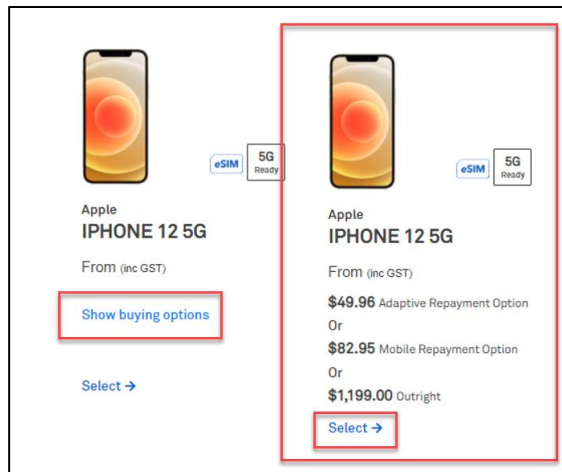 eSIM
5G
Ready
Apple
IPHONE 12 5G
From (inc GST)
Show buying options
Select →
eSIM
5G
Ready
Apple
IPHONE 12 5G
From (inc GST)
$49.96 Adaptive Repayment Option
Or
$82.95 Mobile Repayment Option
Or
$1,199.00 Outright
Select →